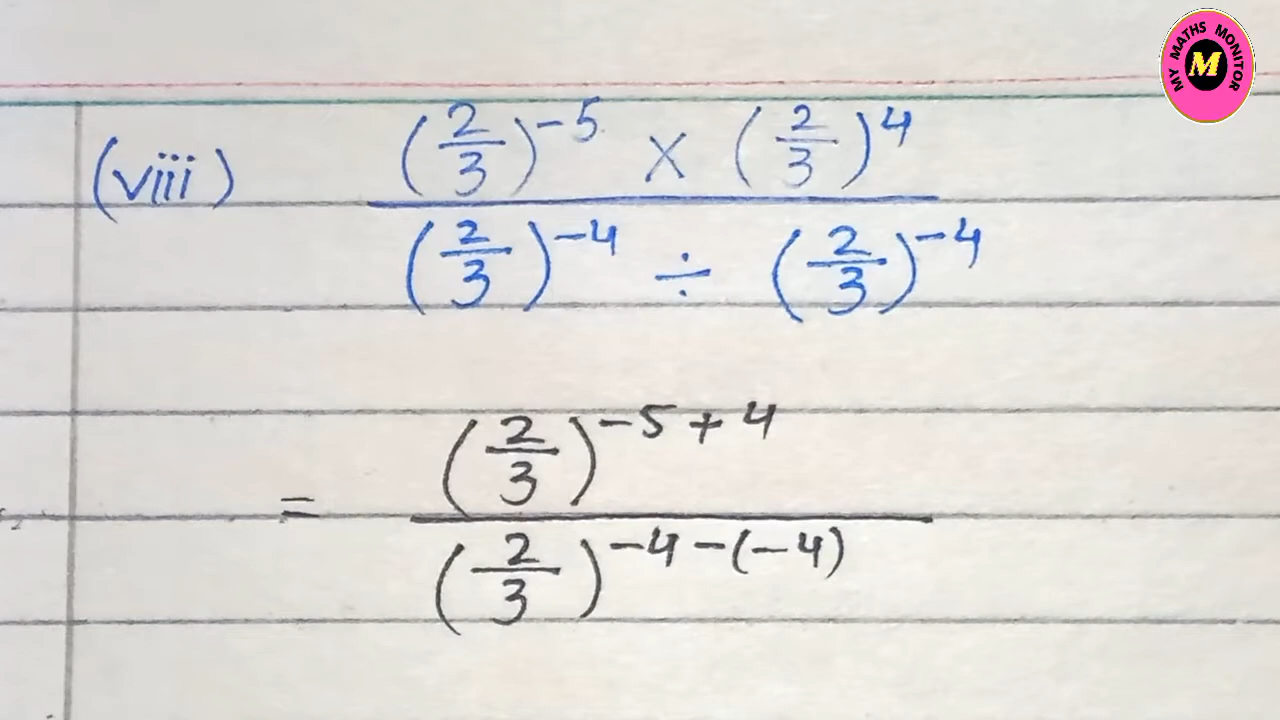 MY MATHS MONITOR
M
(viii) (2/3)^-5 × (2/3)^4
(2/3)^-4 ÷ (2/3)^-4
= (2/3)^-5+4
(2/3)^-4-(-4)